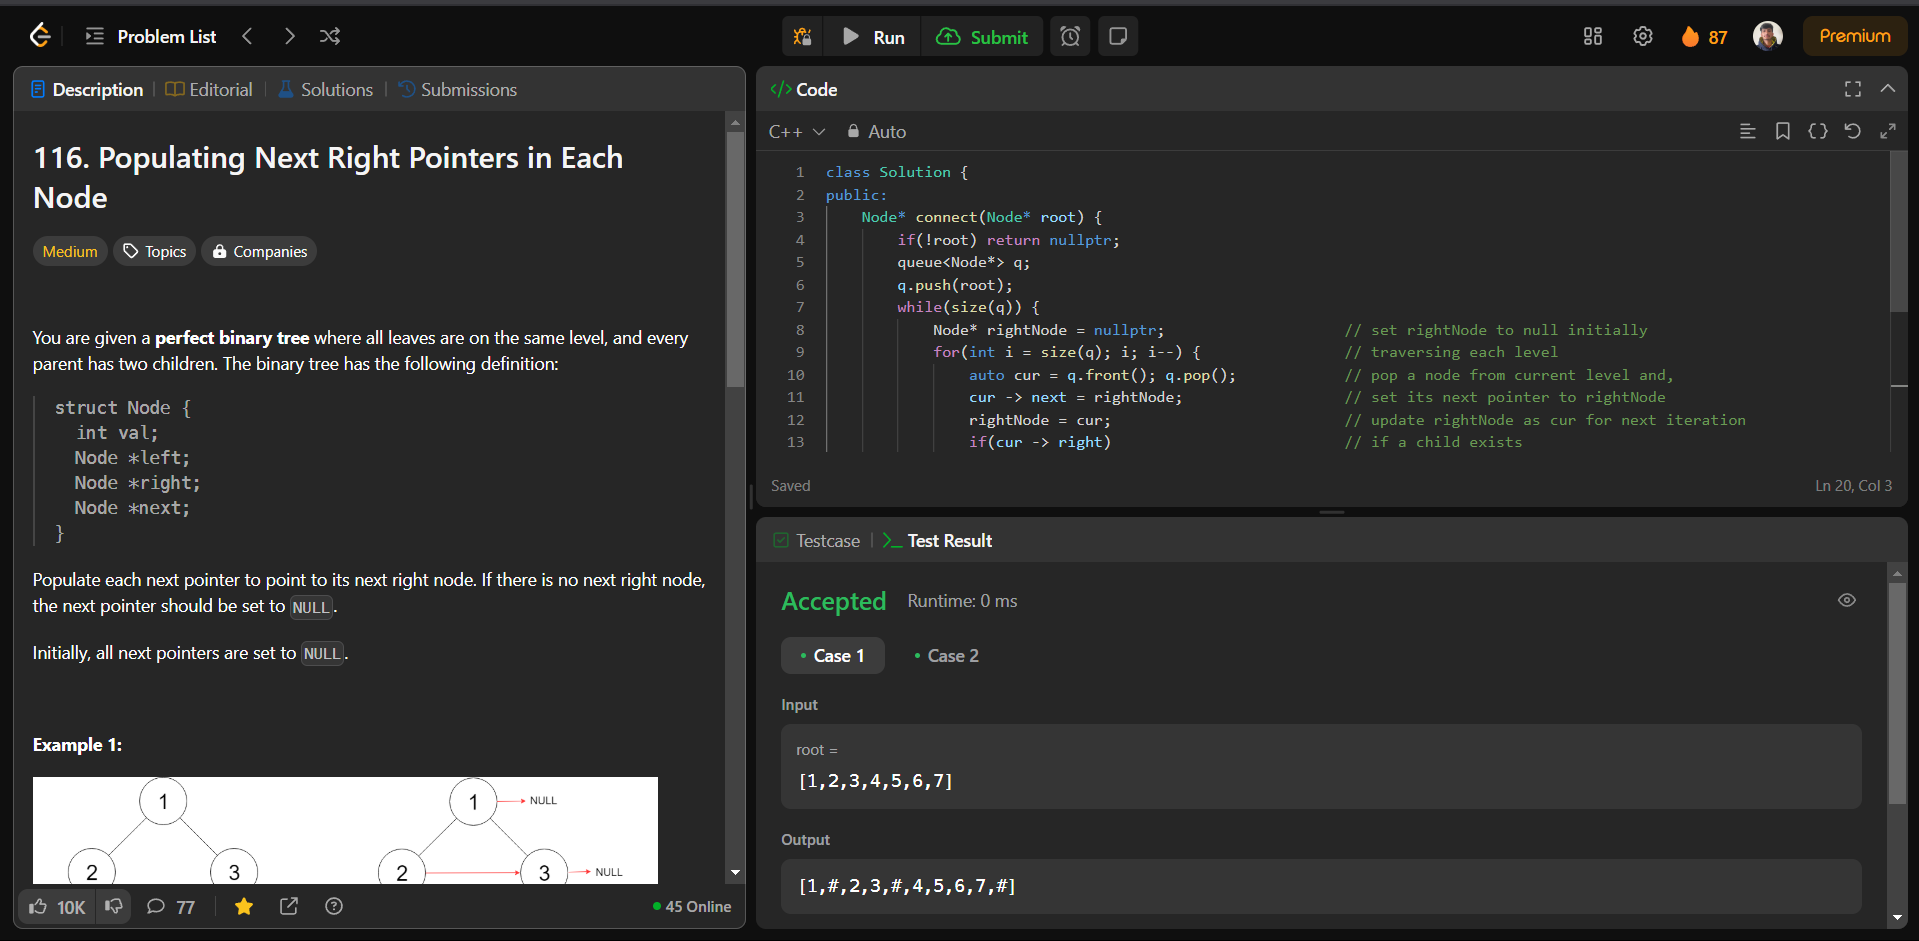 Problem List
Run
Submit
87
Premium
Description
Editorial
Solutions
Submissions
116. Populating Next Right Pointers in Each
Node
Medium
Topics
Companies
You are given a perfect binary tree where all leaves are on the same level, and every
parent has two children. The binary tree has the following definition:
struct Node {
int val;
Node *left;
Node *right;
Node *next;
}
Populate each next pointer to point to its next right node. If there is no next right node,
the next pointer should be set to NULL.
Initially, all next pointers are set to NULL.
Example 1:
1
1
NULL
2
3
2
3
NULL
10K
77
45 Online
</> Code
C++
Auto
1 class Solution {
2 public:
3 Node* connect(Node* root) {
4 if(!root) return nullptr;
5 queue<Node*> q;
6 q.push(root);
7 while(size(q)) {
8 Node* rightNode = nullptr; // set rightNode to null initially
9 for(int i = size(q); i; i--) { // traversing each level
10 auto cur = q.front(); q.pop(); // pop a node from current level and,
11 cur -> next = rightNode; // set its next pointer to rightNode
12 rightNode = cur; // update rightNode as cur for next iteration
13 if(cur -> right) // if a child exists
Saved
Ln 20, Col 3
Testcase
>_ Test Result
Accepted
Runtime: 0 ms
Case 1
Case 2
Input
root =
[1,2,3,4,5,6,7]
Output
[1,#,2,3,#,4,5,6,7,#]